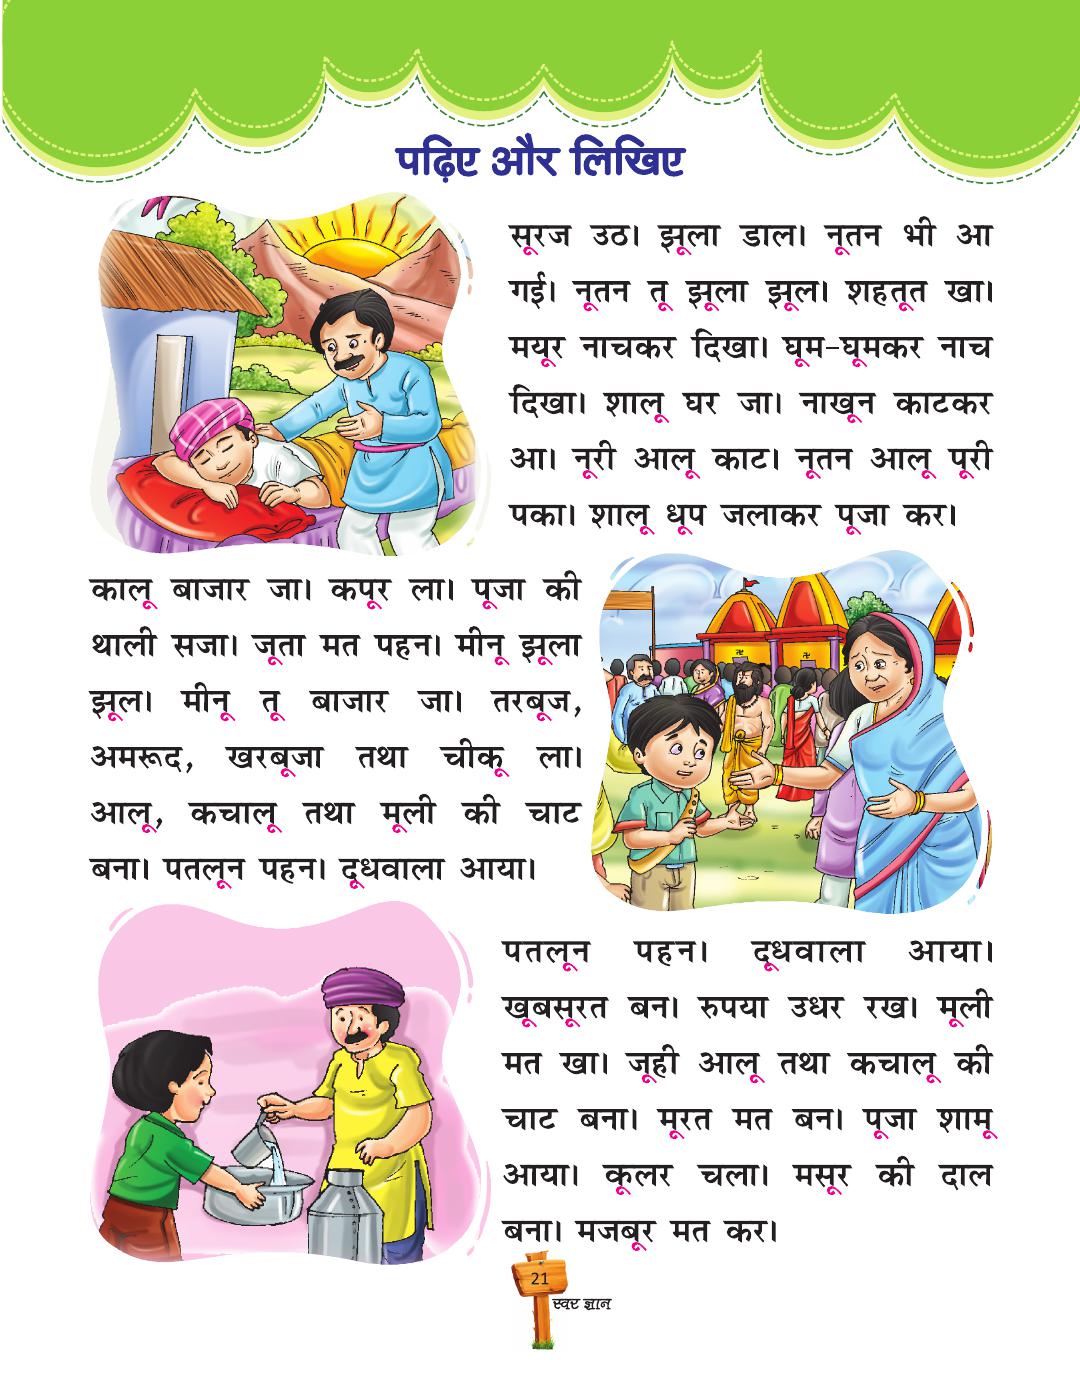 पढ़िए और लिखिए
सूरज उठ। झूला डाल। नूतन भी आ
गई। नूतन तू झूला झूल। शहतूत खा।
मयूर नाचकर दिखा। घूम-घूमकर नाच
दिखा। शालू घर जा। नाखून काटकर
आ। नूरी आलू काट। नूतन आलू पूरी
पका। शालू धूप जलाकर पूजा कर।
कालू बाजार जा। कपूर ला। पूजा की
थाली सजा। जूता मत पहन। मीनू झूला
झूल। मीनू तू बाजार जा। तरबूज,
अमरूद, खरबूजा तथा चीकू ला।
आलू, कचालू तथा मूली की चाट
बना। पतलून पहन। दूधवाला आया।
पतलून पहन। दूधवाला आया।
खूबसूरत बन। रुपया उधर रख। मूली
मत खा। जूही आलू तथा कचालू की
चाट बना। मूरत मत बन। पूजा शामू
आया। कूलर चला। मसूर की दाल
बना। मजबूर मत कर।
21
स्वर ज्ञान